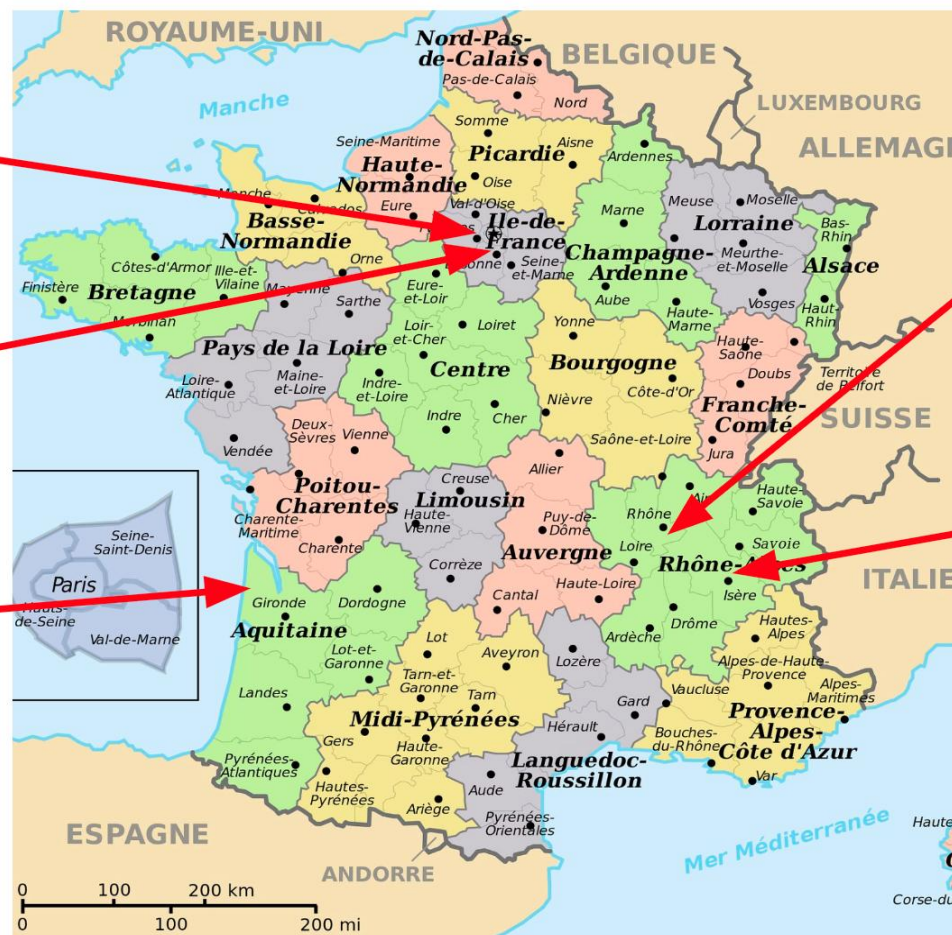 ROYAUME-UNI
Nord-Pas-
de-Calais
BELGIQUE
Pas-de-Calais
Nord
LUXEMBOURG
ALLEMAGN
Manche
Somme
Aisne
Picardie
Oise
Ardennes
Seine-Maritime
Haute-
Normandie
Eure
Val-d'Oise
Ile-de-
France
Seine-
et-Marne
Manche
Calvados
Basse-
Normandie
Orne
Marne
Champagne-
Ardenne
Aube
Haute-
Marne
Meuse
Moselle
Lorraine
Meurthe-
et-Moselle
Vosges
Bas-
Rhin
Alsace
Haut-
Rhin
Finistère
Côtes-d'Armor
Bretagne
Ille-et-
Vilaine
Morbihan
Mayenne
Sarthe
Pays de la Loire
Loire-
Atlantique
Maine-
et-Loire
Vendée
Eure-
et-Loir
Loir-
et-Cher
Loiret
Centre
Indre-
et-Loire
Indre
Cher
Yonne
Bourgogne
Côte-d'Or
Nièvre
Saône-et-Loire
Haute-
Saône
Doubs
Franche-
Comté
Jura
Territoire
de Belfort
SUISSE
Deux-
Sèvres
Vienne
Poitou-
Charentes
Charente-
Maritime
Charente
Creuse
Limousin
Haute-
Vienne
Corrèze
Allier
Puy-de-
Dôme
Auvergne
Cantal
Haute-Loire
Rhône
Ain
Haute-
Savoie
Loire
Savoie
Rhône-Alpes
Isère
Ardèche
Drôme
ITALIE
Seine-
Saint-Denis
Paris
Hauts-
de-Seine
Val-de-Marne
Gironde
Dordogne
Aquitaine
Lot-et-
Garonne
Landes
Pyrénées-
Atlantiques
Lot
Aveyron
Tarn-et-
Garonne
Tarn
Midi-Pyrénées
Gers
Haute-
Garonne
Hautes-
Pyrénées
Ariège
Lozère
Gard
Hérault
Languedoc-
Roussillon
Aude
Pyrénées-
Orientales
Hautes-
Alpes
Alpes-de-Haute-
Provence
Alpes-
Maritimes
Vaucluse
Provence-
Alpes-
Côte d'Azur
Bouches-
du-Rhône
Var
ESPAGNE
ANDORRE
Mer Méditerranée
Haute
Corse-du
0 100 200 km
0 100 200 mi